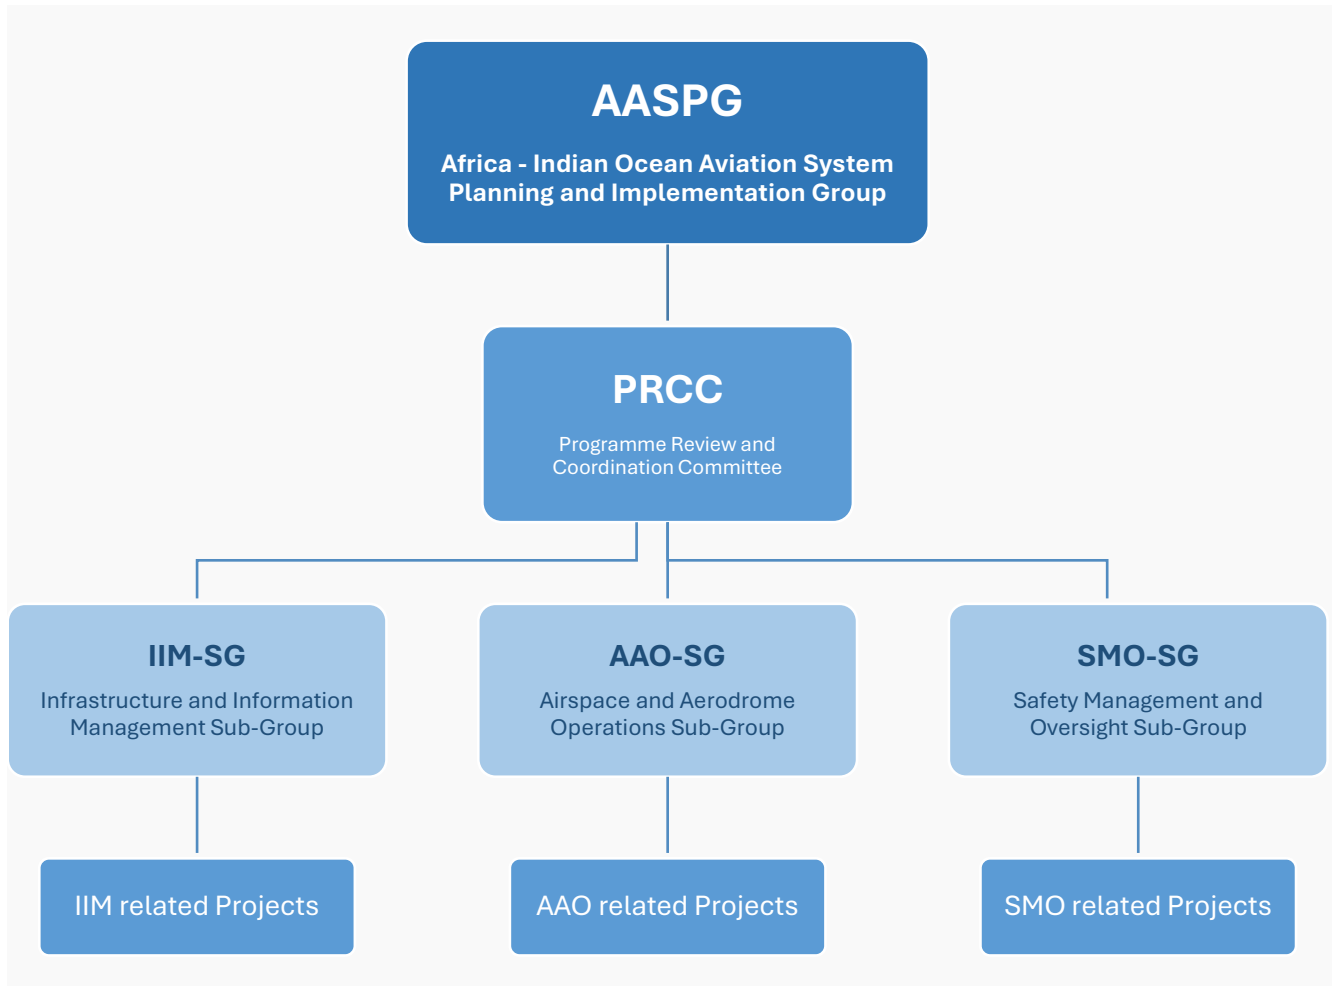 AASPG
Africa - Indian Ocean Aviation System
Planning and Implementation Group
PRCC
Programme Review and
Coordination Committee
IIM-SG
Infrastructure and Information
Management Sub-Group
AAO-SG
Airspace and Aerodrome
Operations Sub-Group
SMO-SG
Safety Management and
Oversight Sub-Group
IIM related Projects
AAO related Projects
SMO related Projects